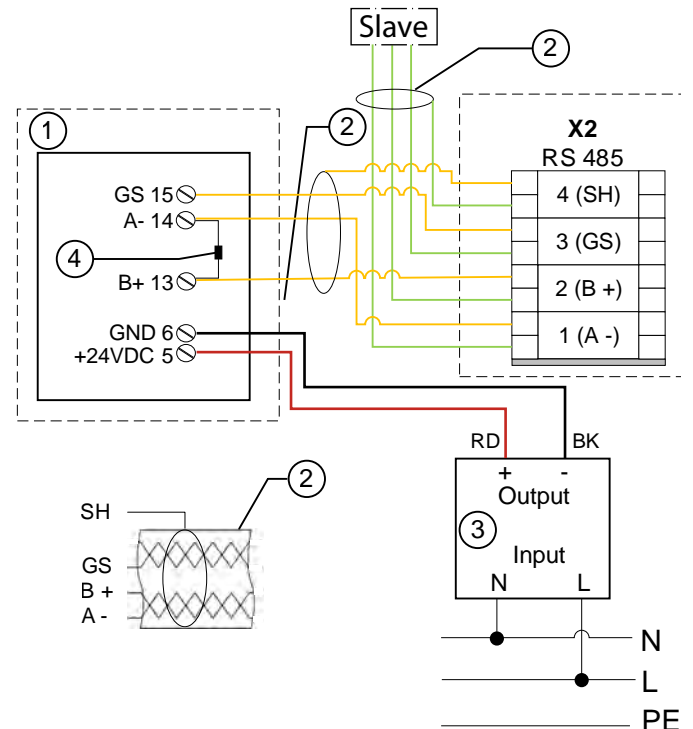 Slave
2
1
2
X2
RS 485
GS 15
A- 14
4
B+ 13
GND 6
+24VDC 5
4 (SH)
3 (GS)
2 (B +)
1 (A -)
RD
BK
+ -
Output
3
Input
N L
2
SH
GS
B +
A -
N
L
PE